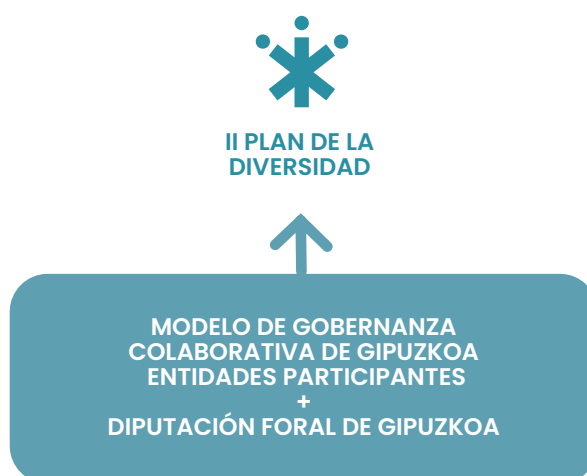 II PLAN DE LA
DIVERSIDAD
MODELO DE GOBERNANZA
COLABORATIVA DE GIPUZKOA
ENTIDADES PARTICIPANTES
+
DIPUTACIÓN FORAL DE GIPUZKOA